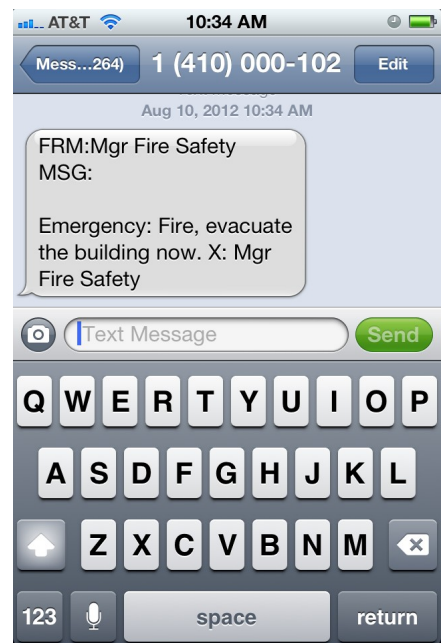 AT&T 10:34 AM
Mess...264) 1 (410) 000-102 Edit
Aug 10, 2012 10:34 AM
FRM:Mgr Fire Safety
MSG:
Emergency: Fire, evacuate
the building now. X: Mgr
Fire Safety
Text Message Send
Q W E R T Y U I O P
A S D F G H J K L
Z X C V B N M
123 space return